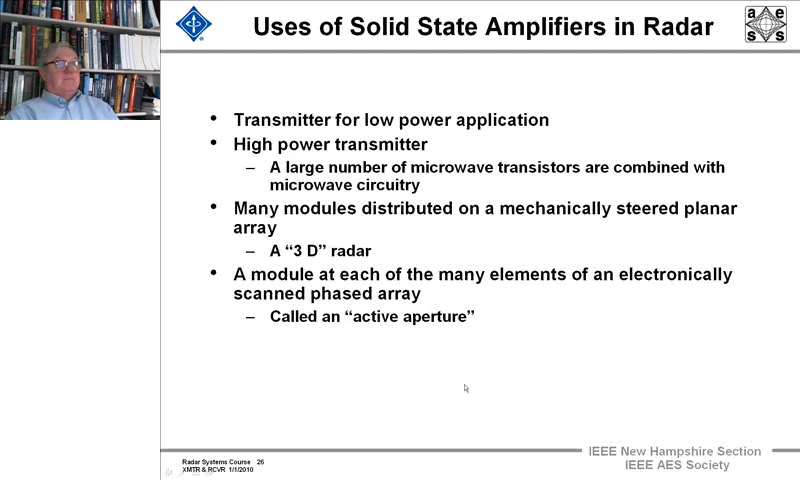 Uses of Solid State Amplifiers in Radar
a e
s s
• Transmitter for low power application
• High power transmitter
– A large number of microwave transistors are combined with
microwave circuitry
• Many modules distributed on a mechanically steered planar
array
– A “3 D” radar
• A module at each of the many elements of an electronically
scanned phased array
– Called an “active aperture”
Radar Systems Course 26
XMTR & RCVR 1/1/2010
IEEE New Hampshire Section
IEEE AES Society